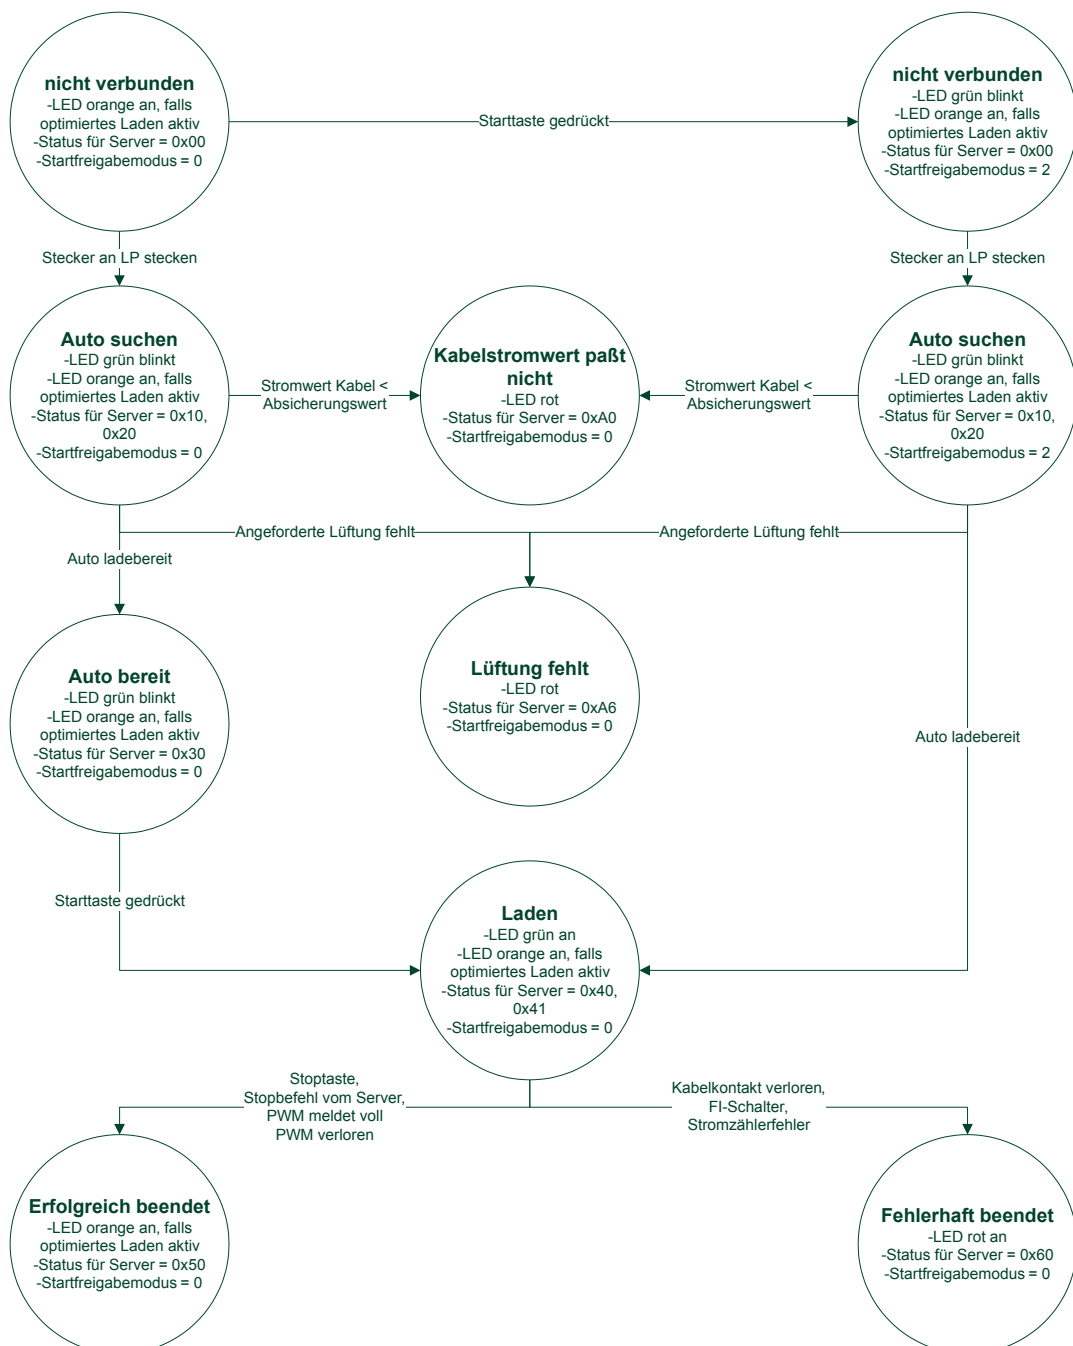 nicht verbunden
-LED orange an, falls
optimiertes Laden aktiv
-Status für Server = 0x00
-Startfreigabemodus = 0
Starttaste gedrückt
nicht verbunden
-LED grün blinkt
-LED orange an, falls
optimiertes Laden aktiv
-Status für Server = 0x00
-Startfreigabemodus = 2
Stecker an LP stecken
Stecker an LP stecken
Auto suchen
-LED grün blinkt
-LED orange an, falls
optimiertes Laden aktiv
-Status für Server = 0x10,
0x20
-Startfreigabemodus = 0
Stromwert Kabel <
Absicherungswert
Kabelstromwert paßt
nicht
-LED rot
-Status für Server = 0xA0
-Startfreigabemodus = 0
Stromwert Kabel <
Absicherungswert
Auto suchen
-LED grün blinkt
-LED orange an, falls
optimiertes Laden aktiv
-Status für Server = 0x10,
0x20
-Startfreigabemodus = 2
Angeforderte Lüftung fehlt
Angeforderte Lüftung fehlt
Auto ladebereit
Auto bereit
-LED grün blinkt
-LED orange an, falls
optimiertes Laden aktiv
-Status für Server = 0x30
-Startfreigabemodus = 0
Lüftung fehlt
-LED rot
-Status für Server = 0xA6
-Startfreigabemodus = 0
Auto ladebereit
Starttaste gedrückt
Laden
-LED grün an
-LED orange an, falls
optimiertes Laden aktiv
-Status für Server = 0x40,
0x41
-Startfreigabemodus = 0
Stoptaste,
Stopbefehl vom Server,
PWM meldet voll
PWM verloren
Kabelkontakt verloren,
FI-Schalter,
Stromzählerfehler
Erfolgreich beendet
-LED orange an, falls
optimiertes Laden aktiv
-Status für Server = 0x50
-Startfreigabemodus = 0
Fehlerhaft beendet
-LED rot an
-Status für Server = 0x60
-Startfreigabemodus = 0